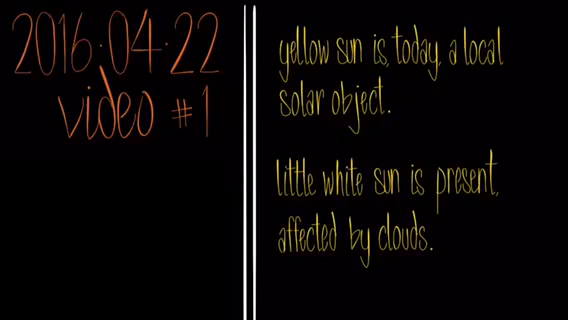 2016.04.22
video #1
yellow sun is, today, a local
solar object.
little white sun is present,
affected by clouds.